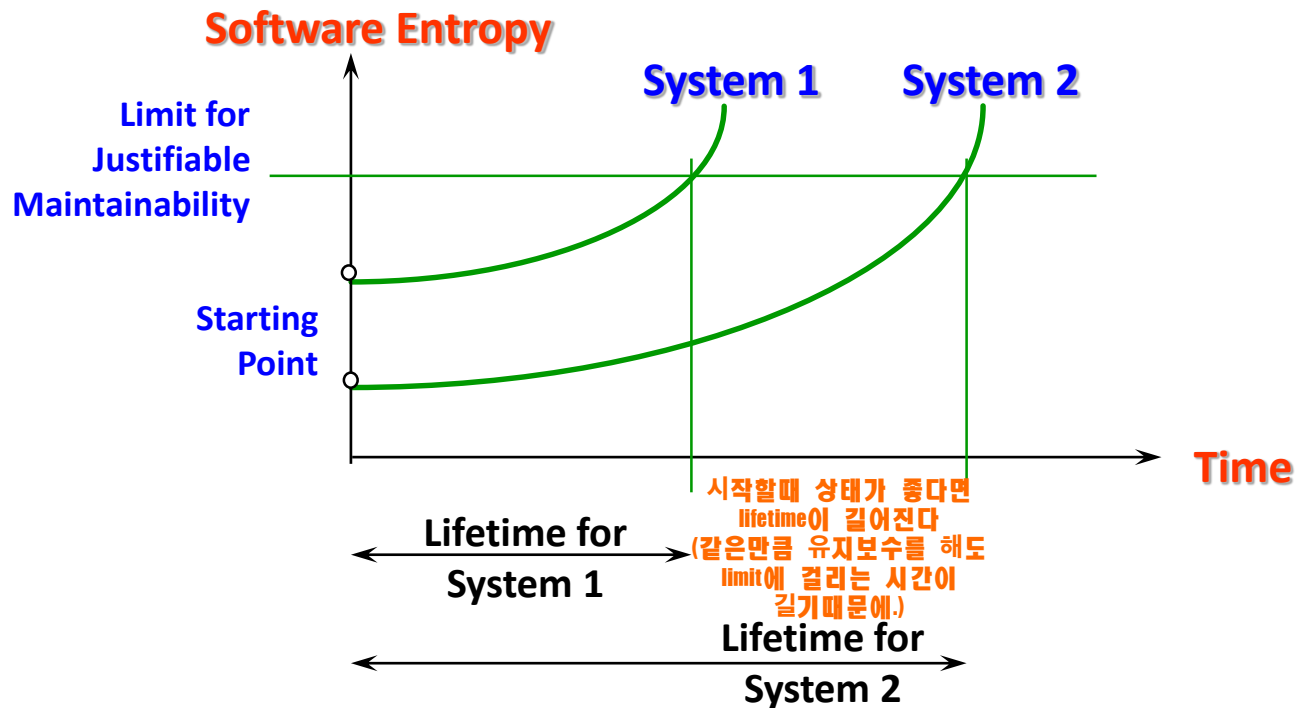 Software Entropy
System 1
System 2
Limit for
Justifiable
Maintainability
Starting
Point
Time
시작할때 상태가 좋다면
lifetime이 길어진다
(같은만큼 유지보수를 해도
limit에 걸리는 시간이
길기때문에.)
Lifetime for
System 1
Lifetime for
System 2